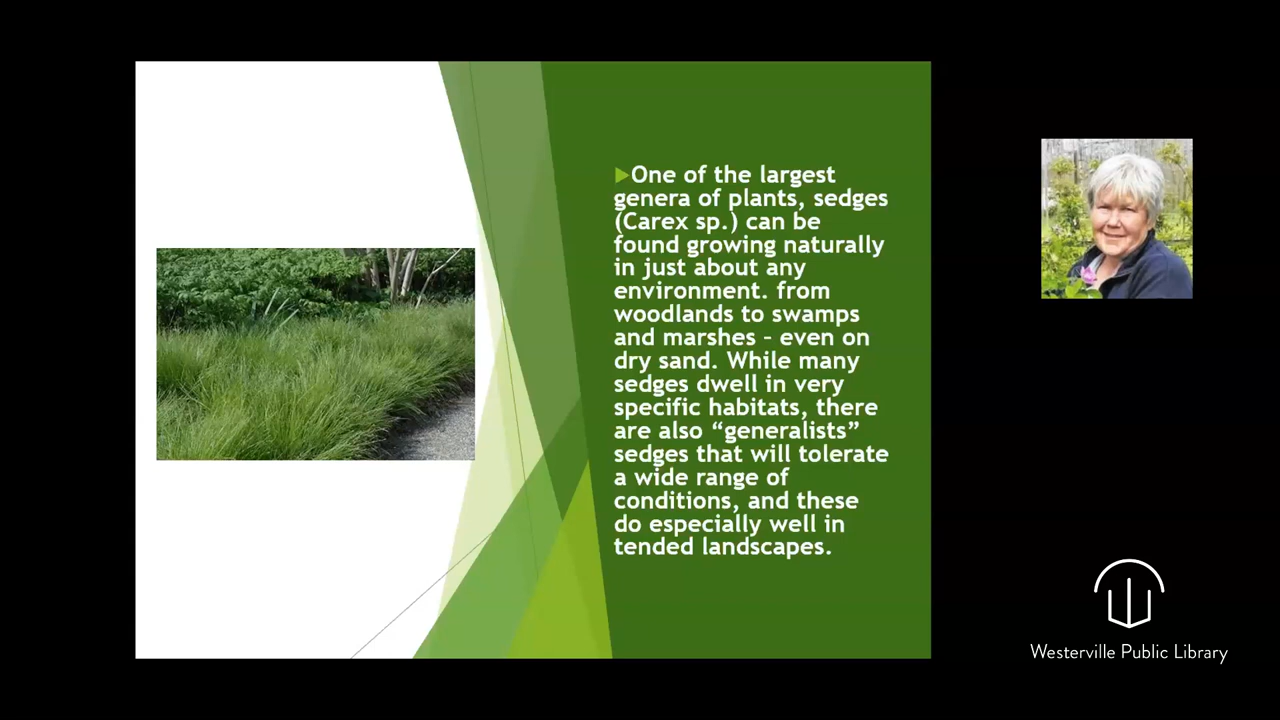 One of the largest
genera of plants, sedges
(Carex sp.) can be
found growing naturally
in just about any
environment. from
woodlands to swamps
and marshes – even on
dry sand. While many
sedges dwell in very
specific habitats, there
are also “generalists”
sedges that will tolerate
a wide range of
conditions, and these
do especially well in
tended landscapes.
Westerville Public Library